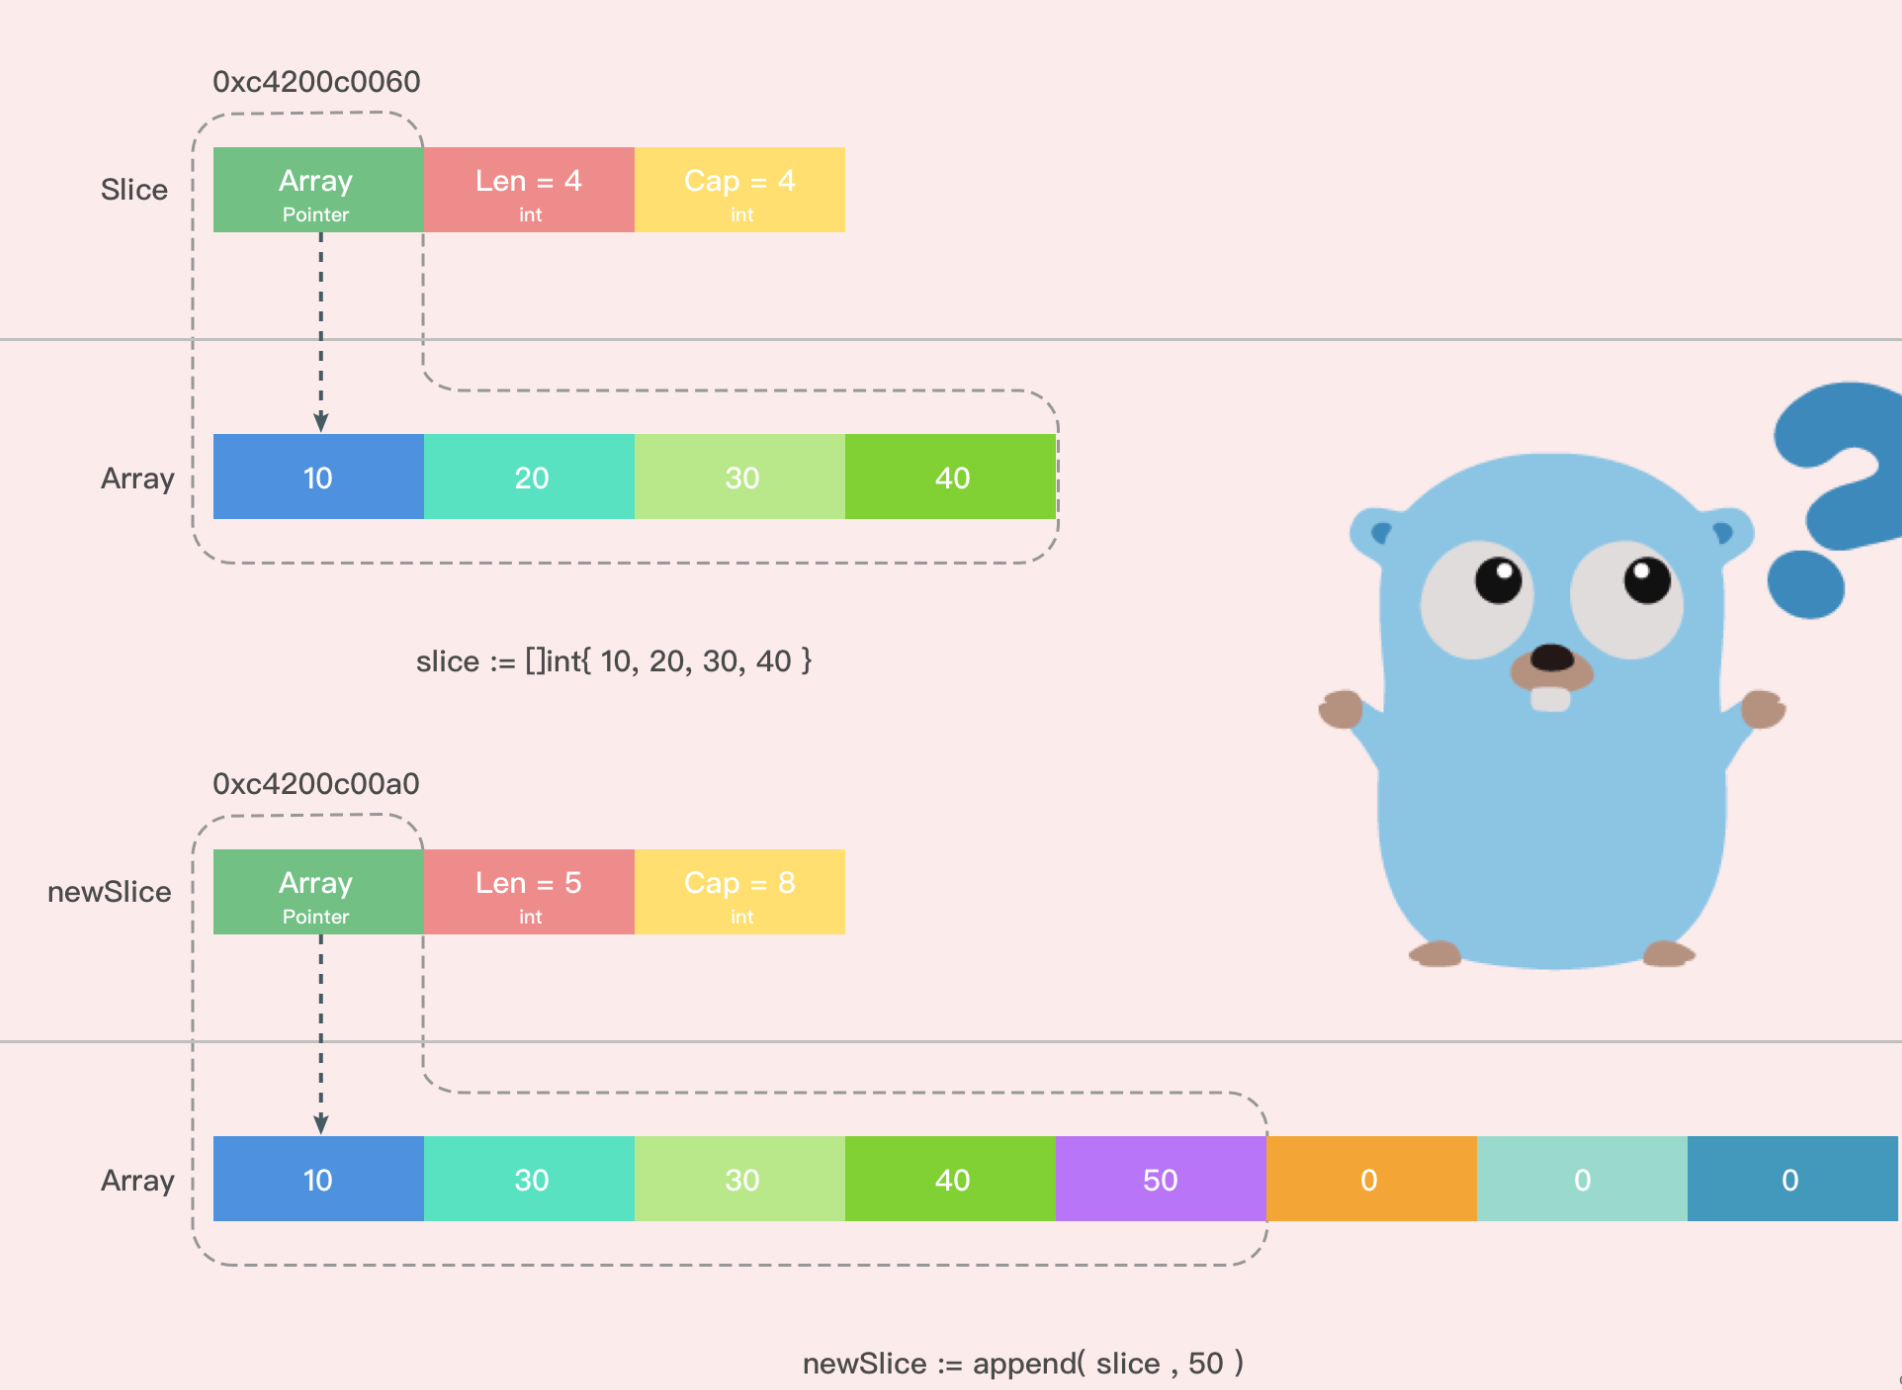 0xc4200c0060
Slice
Array
Pointer
Len = 4
int
Cap = 4
int
Array
10
20
30
40
slice := []int{ 10, 20, 30, 40 }
0xc4200c00a0
newSlice
Array
Pointer
Len = 5
int
Cap = 8
int
Array
10
30
30
40
50
0
0
0
newSlice := append( slice , 50 )